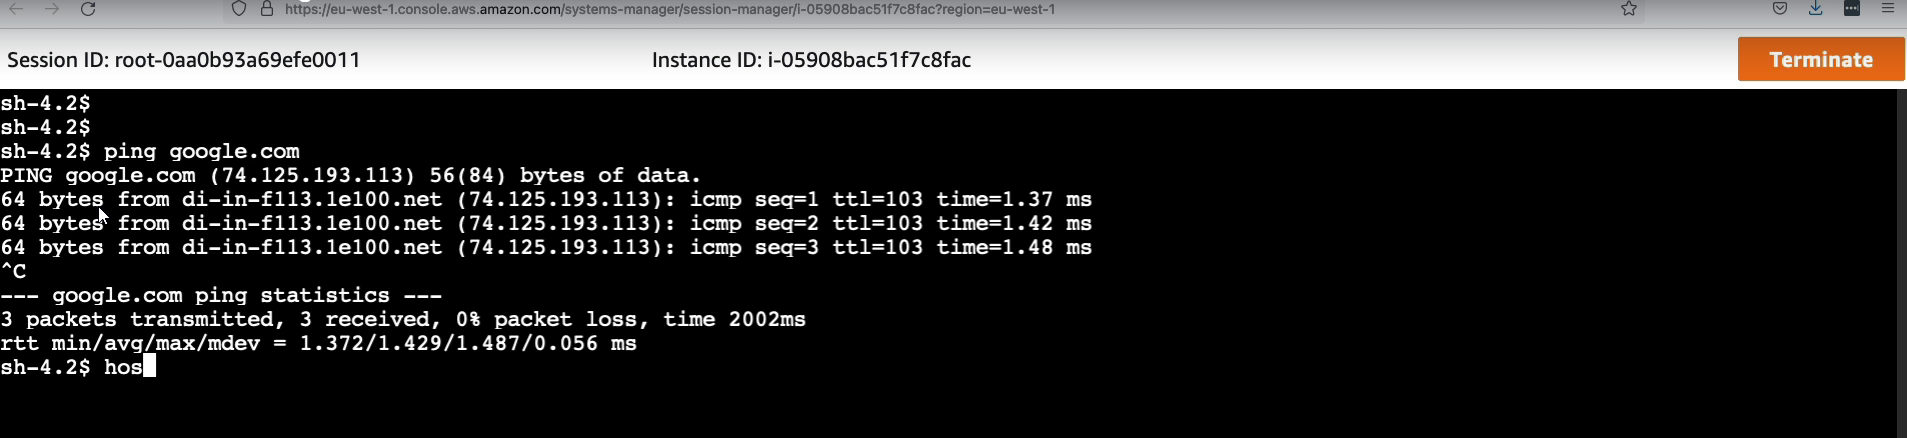 https://eu-west-1.console.aws.amazon.com/systems-manager/session-manager/i-05908bac51f7c8fac?region=eu-west-1
Session ID: root-0aa0b93a69efe0011 Instance ID: i-05908bac51f7c8fac Terminate
sh-4.2$
sh-4.2$
sh-4.2$ ping google.com
PING google.com (74.125.193.113) 56(84) bytes of data.
64 bytes from di-in-f113.1e100.net (74.125.193.113): icmp seq=1 ttl=103 time=1.37 ms
64 bytes from di-in-f113.1e100.net (74.125.193.113): icmp seq=2 ttl=103 time=1.42 ms
64 bytes from di-in-f113.1e100.net (74.125.193.113): icmp seq=3 ttl=103 time=1.48 ms
^C
--- google.com ping statistics ---
3 packets transmitted, 3 received, 0% packet loss, time 2002ms
rtt min/avg/max/mdev = 1.372/1.429/1.487/0.056 ms
sh-4.2$ hos